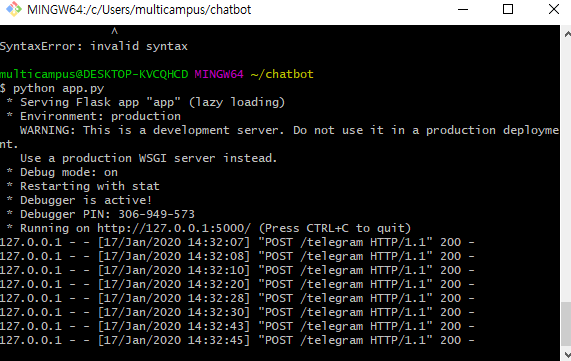 MINGW64:/c/Users/multicampus/chatbot
^
SyntaxError: invalid syntax
multicampus@DESKTOP-KVCQHCD MINGW64 ~/chatbot
$ python app.py
 * Serving Flask app "app" (lazy loading)
 * Environment: production
   WARNING: This is a development server. Do not use it in a production deployme
nt.
   Use a production WSGI server instead.
 * Debug mode: on
 * Restarting with stat
 * Debugger is active!
 * Debugger PIN: 306-949-573
 * Running on http://127.0.0.1:5000/ (Press CTRL+C to quit)
127.0.0.1 - - [17/Jan/2020 14:32:07] "POST /telegram HTTP/1.1" 200 -
127.0.0.1 - - [17/Jan/2020 14:32:08] "POST /telegram HTTP/1.1" 200 -
127.0.0.1 - - [17/Jan/2020 14:32:10] "POST /telegram HTTP/1.1" 200 -
127.0.0.1 - - [17/Jan/2020 14:32:20] "POST /telegram HTTP/1.1" 200 -
127.0.0.1 - - [17/Jan/2020 14:32:28] "POST /telegram HTTP/1.1" 200 -
127.0.0.1 - - [17/Jan/2020 14:32:30] "POST /telegram HTTP/1.1" 200 -
127.0.0.1 - - [17/Jan/2020 14:32:43] "POST /telegram HTTP/1.1" 200 -
127.0.0.1 - - [17/Jan/2020 14:32:45] "POST /telegram HTTP/1.1" 200 -